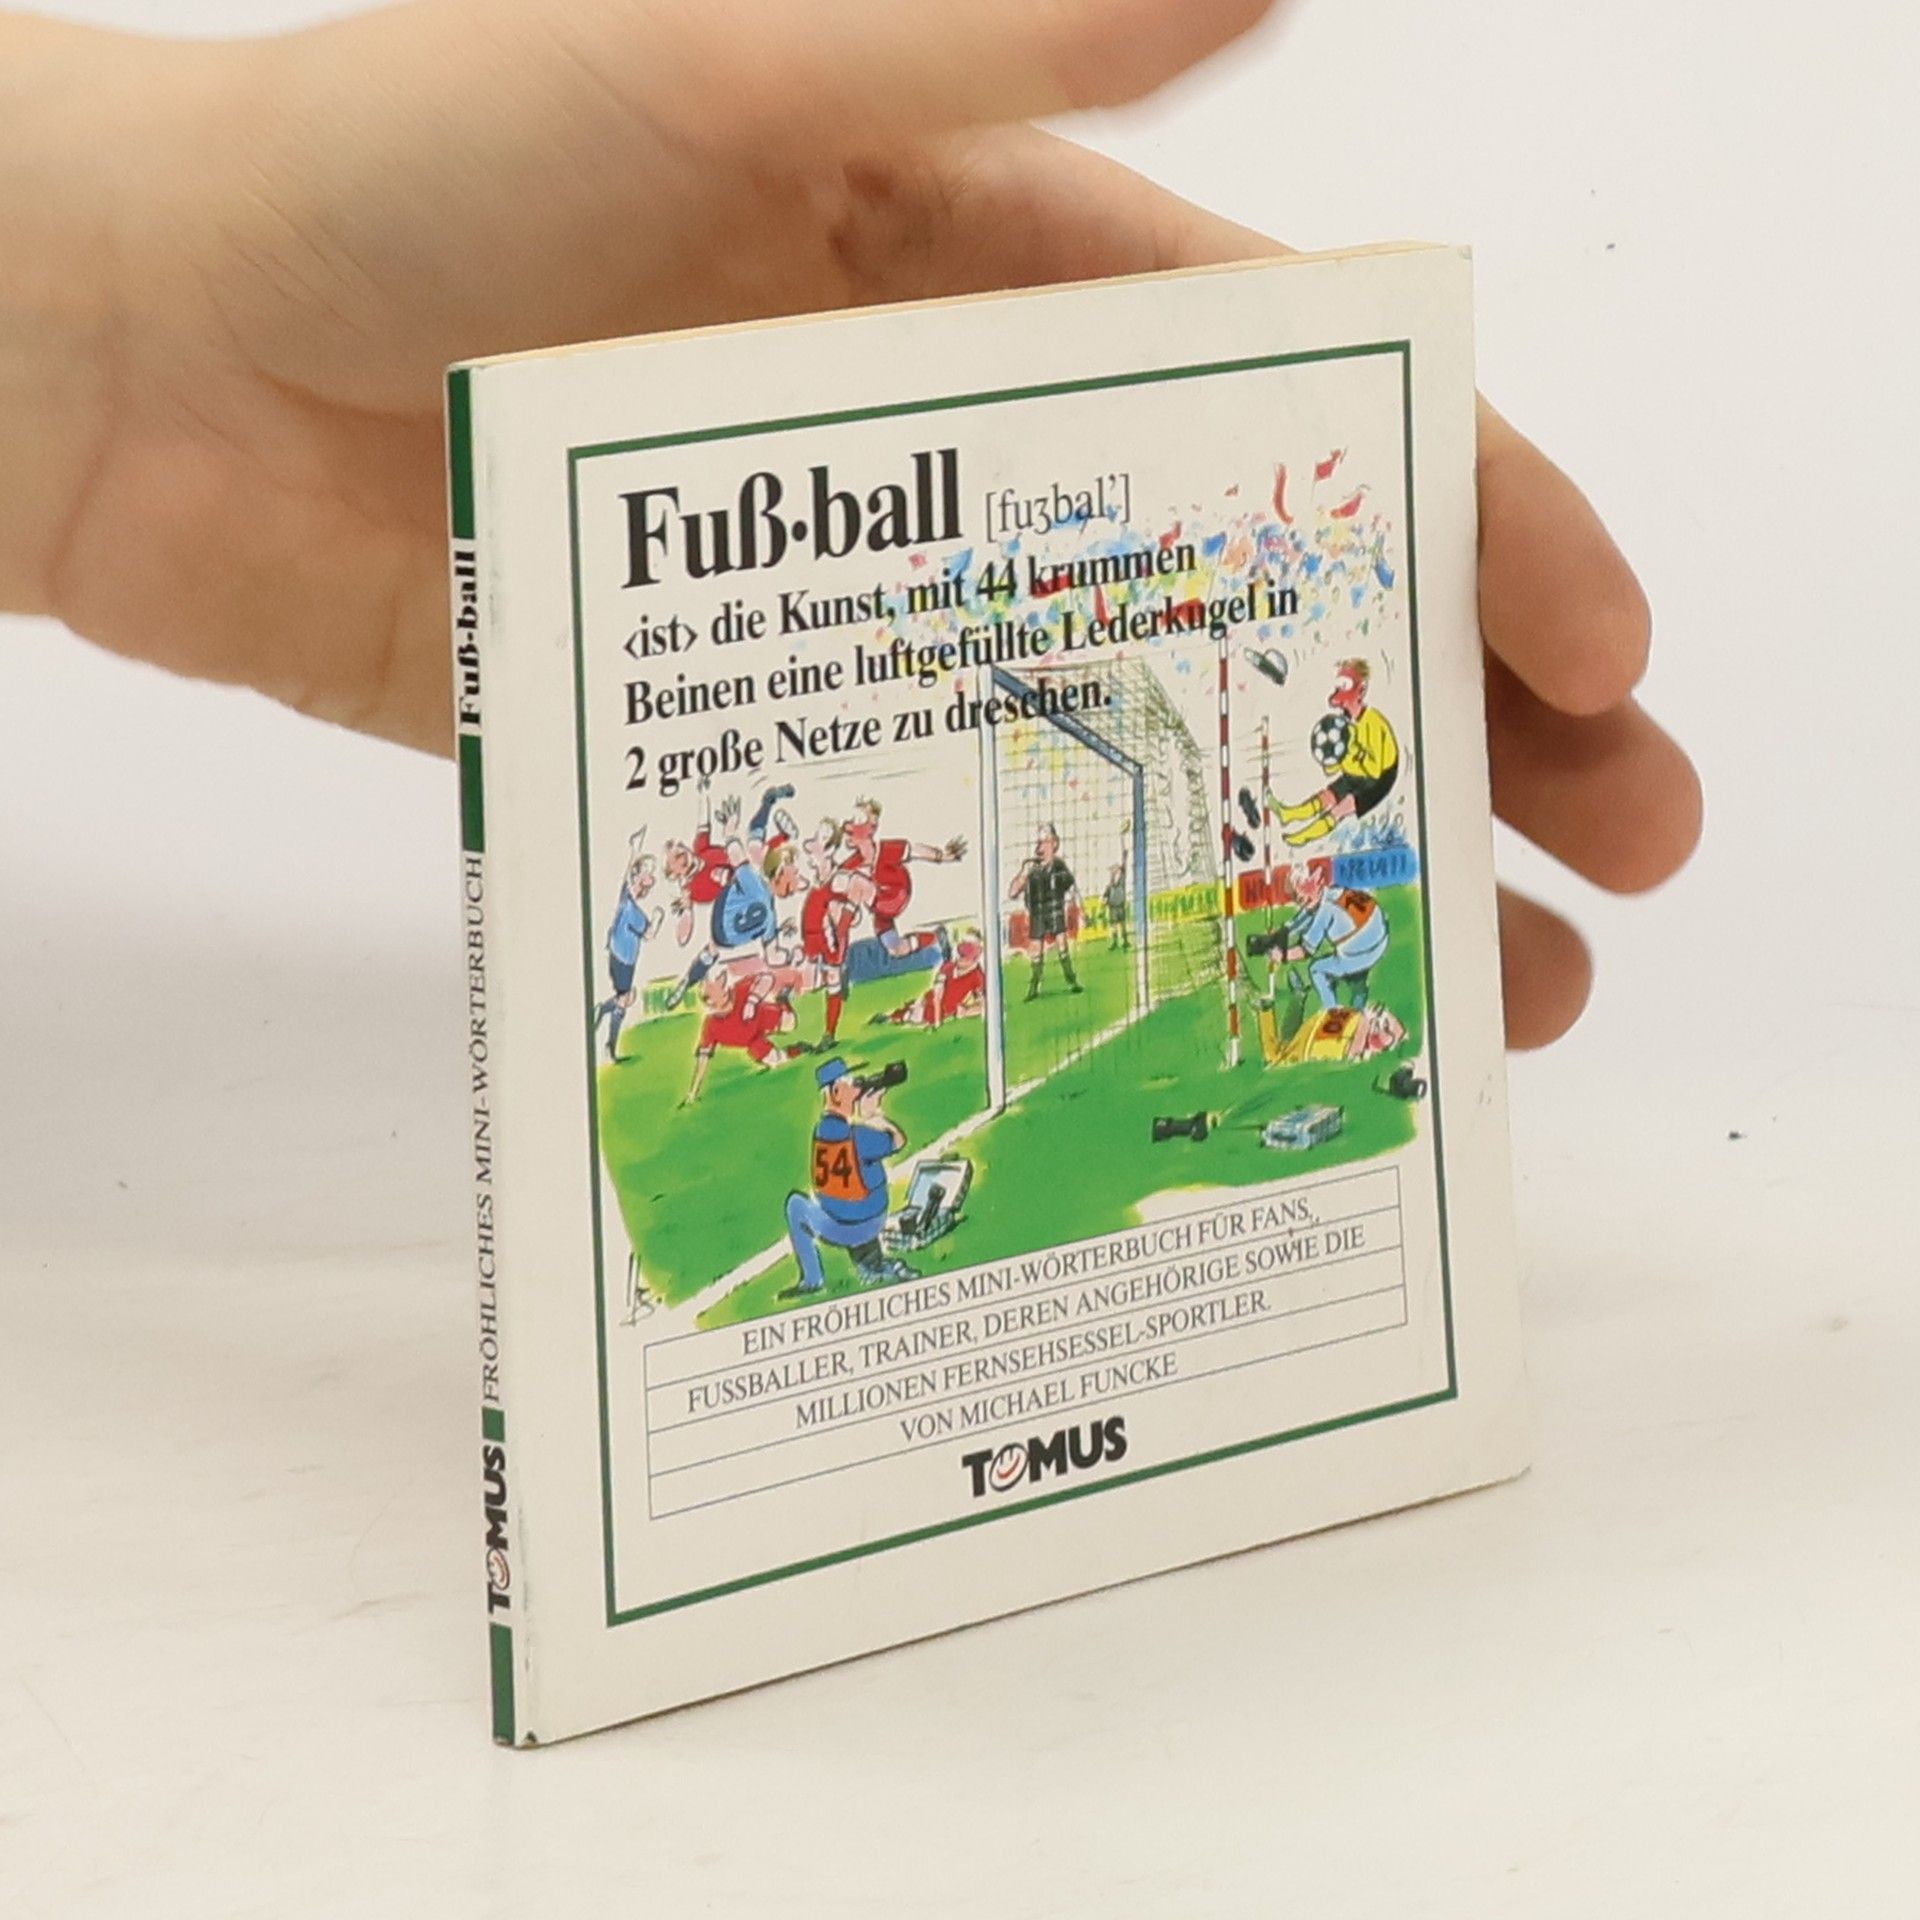 Fuß·ball [fuʒbal']
‹ist› die Kunst, mit 44 krummen
Beinen eine luftgefüllte Lederkugel in
2 große Netze zu dreschen.
16
54
EIN FRÖHLICHES MINI-WÖRTERBUCH FÜR FANS,
FUSSBALLER, TRAINER, DEREN ANGEHÖRIGE SOWIE DIE
MILLIONEN FERNSEHSESSEL-SPORTLER.
VON MICHAEL FUNCKE
TOMUS
TOMUS FRÖHLICHES MINI-WÖRTERBUCH Fuß·ball